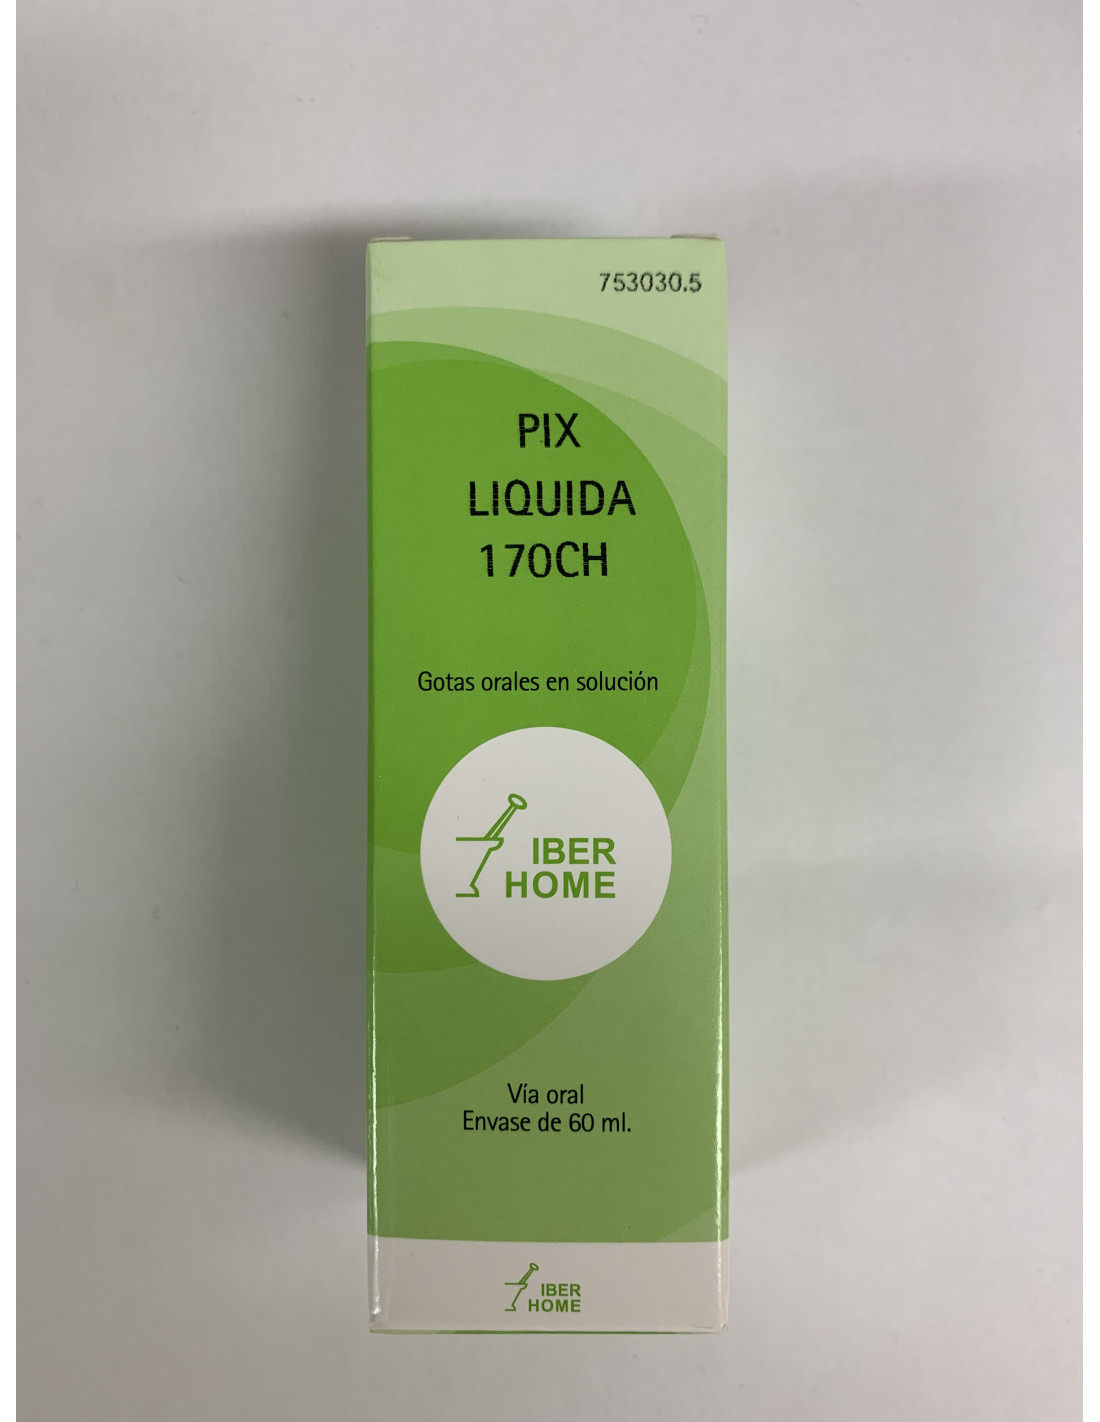 753030.5
PIX
LIQUIDA
170CH
Gotas orales en solución
IBER
HOME
Vía oral
Envase de 60 ml.
IBER
HOME